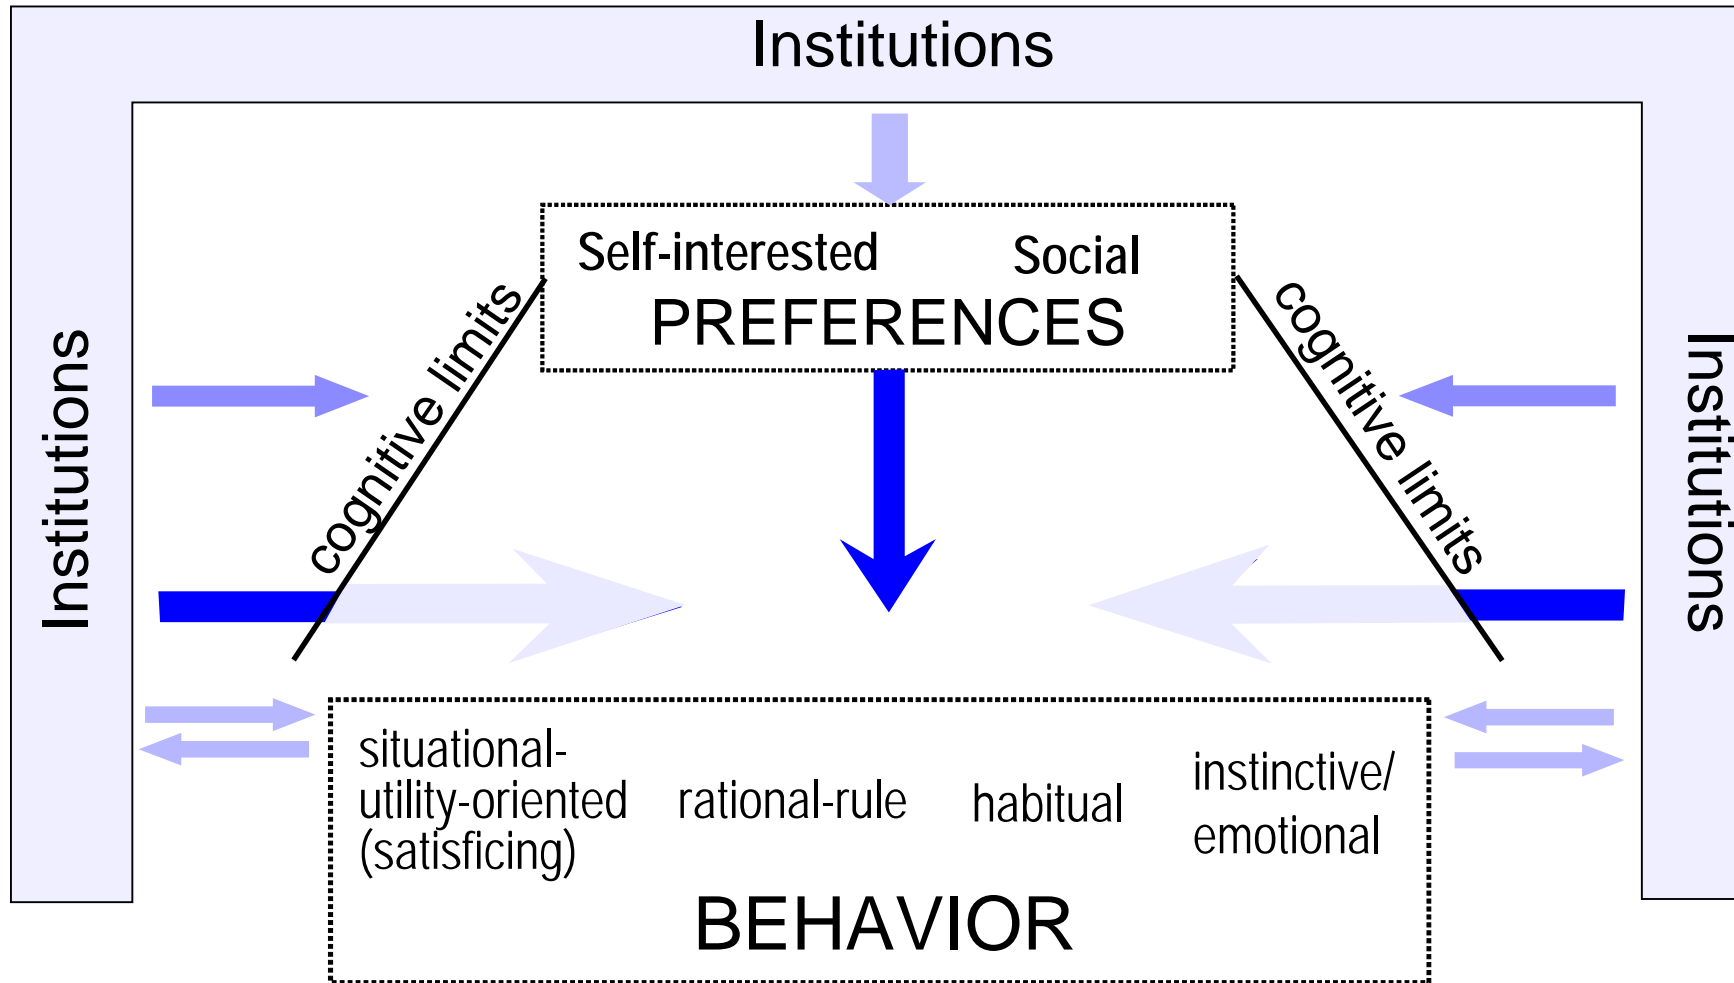 Institutions
Institutions
Institutions
Self-interested
Social
PREFERENCES
cognitive limits
cognitive limits
situational-
utility-oriented
(satisficing)
rational-rule
habitual
instinctive/
emotional
BEHAVIOR